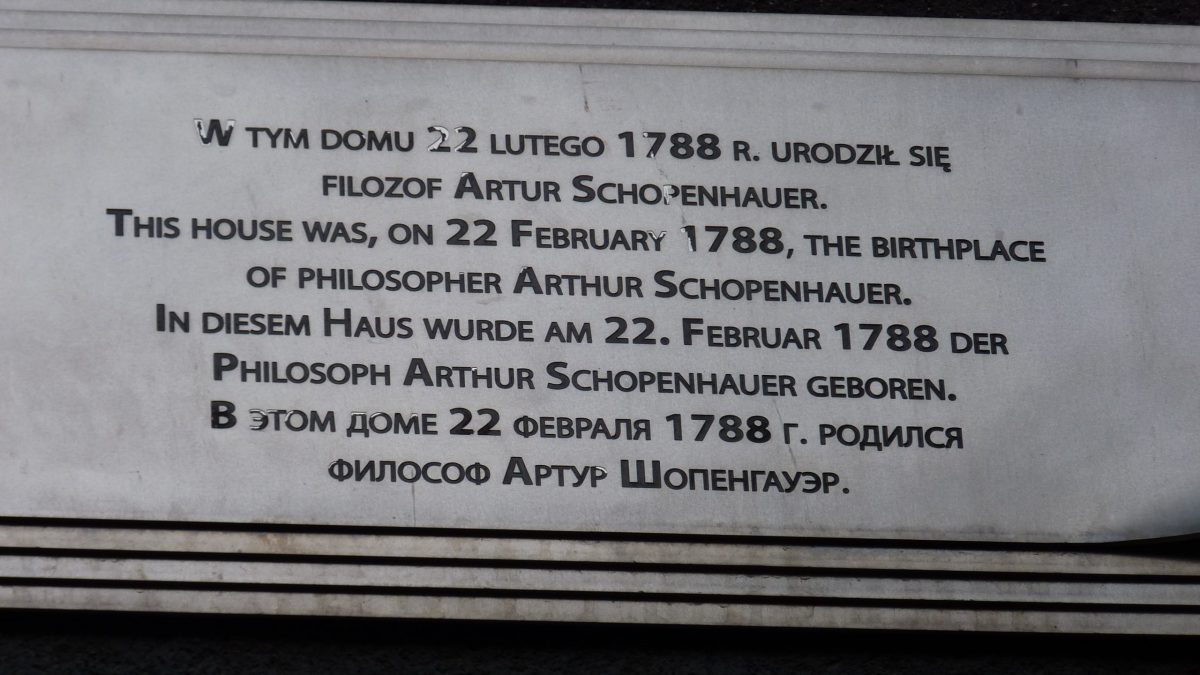 W TYM DOMU 22 LUTEGO 1788 R. URODZIŁ SIĘ
FILOZOF ARTUR SCHOPENHAUER.
THIS HOUSE WAS, ON 22 FEBRUARY 1788, THE BIRTHPLACE
OF PHILOSOPHER ARTHUR SCHOPENHAUER.
IN DIESEM HAUS WURDE AM 22. FEBRUAR 1788 DER
PHILOSOPH ARTHUR SCHOPENHAUER GEBOREN.
В ЭТОМ ДОМЕ 22 ФЕВРАЛЯ 1788 Г. РОДИЛСЯ
ФИЛОСОФ АРТУР ШОПЕНГАУЭР.